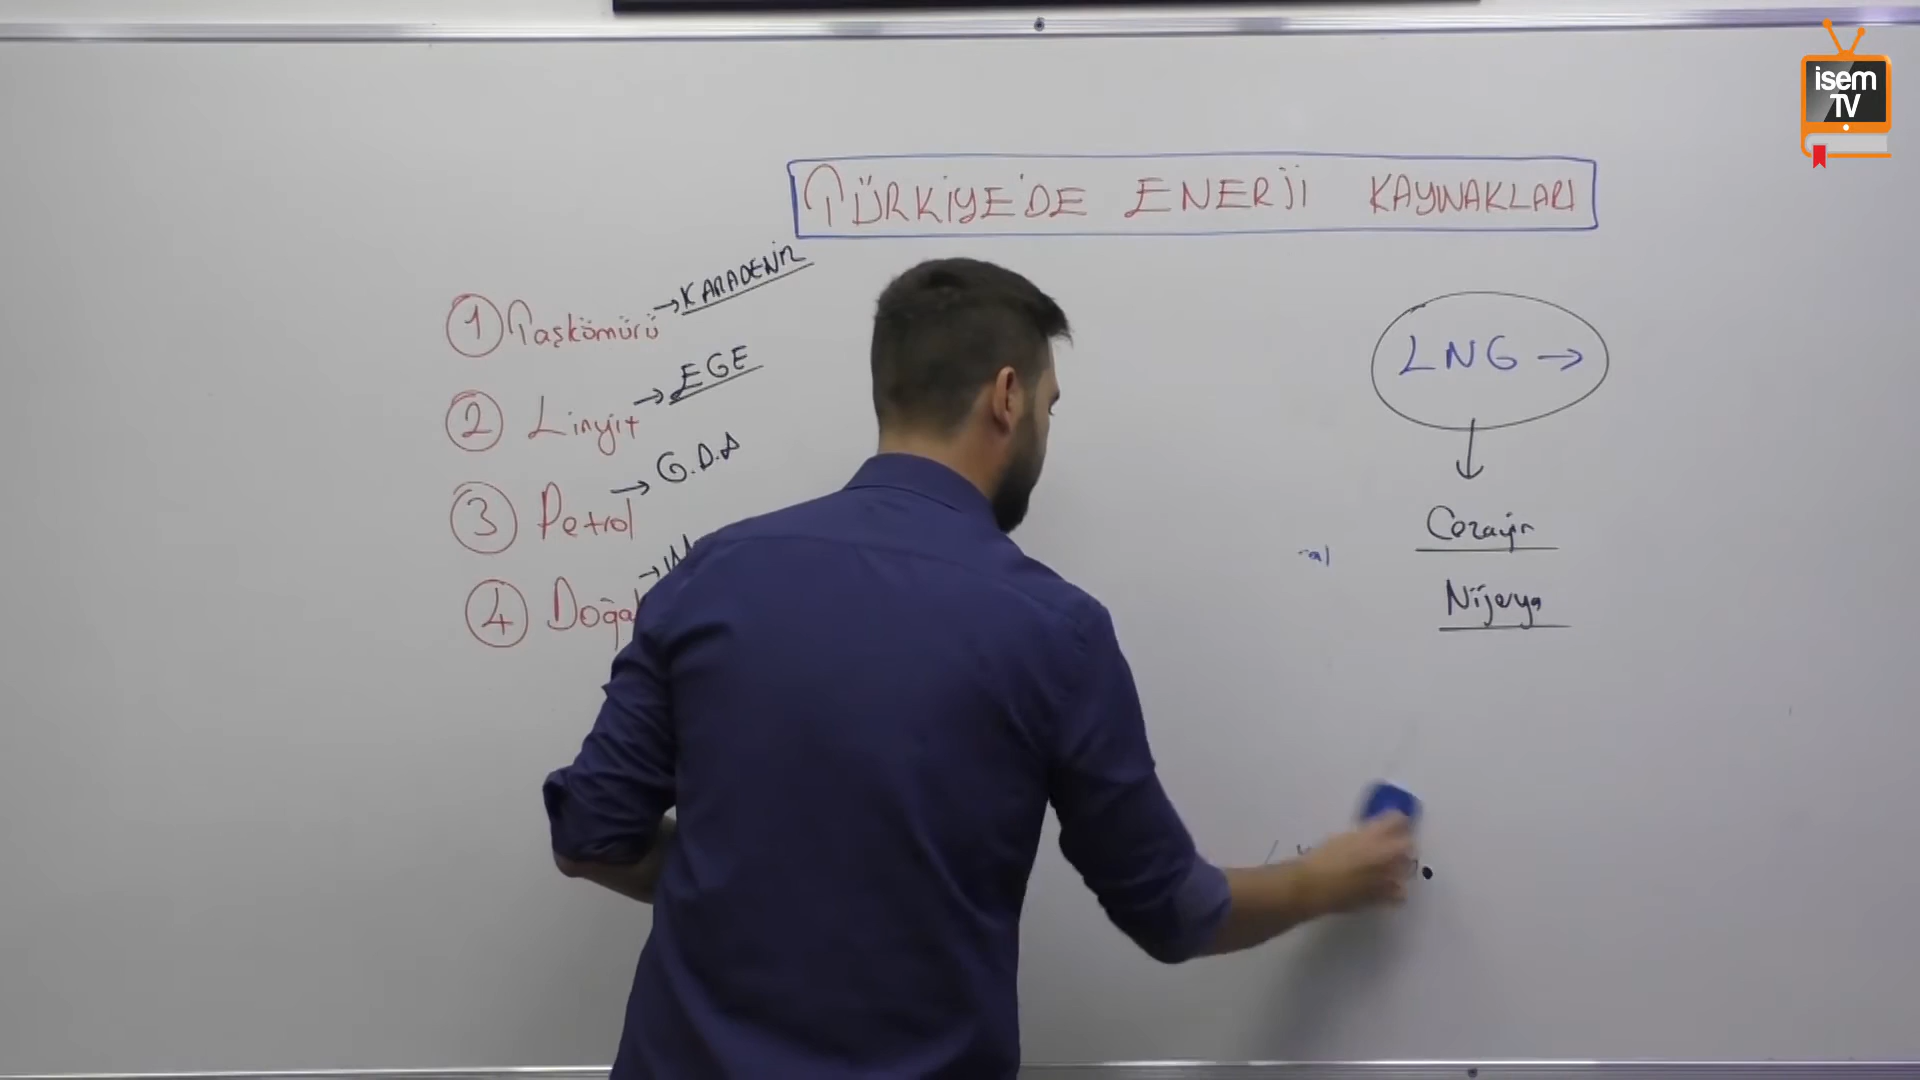 isem
TV
TÜRKİYE'DE ENERJİ KAYNAKLARI
1 Taşkömürü → KARADENİZ
2 Linyit → EGE
3 Petrol → G.D.A
4 Doğal →
LNG →
Cezayir
Nijerya